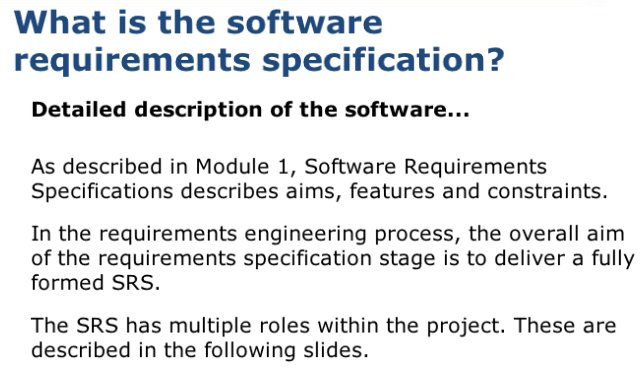 What is the software
requirements specification?
Detailed description of the software...
As described in Module 1, Software Requirements
Specifications describes aims, features and constraints.
In the requirements engineering process, the overall aim
of the requirements specification stage is to deliver a fully
formed SRS.
The SRS has multiple roles within the project. These are
described in the following slides.